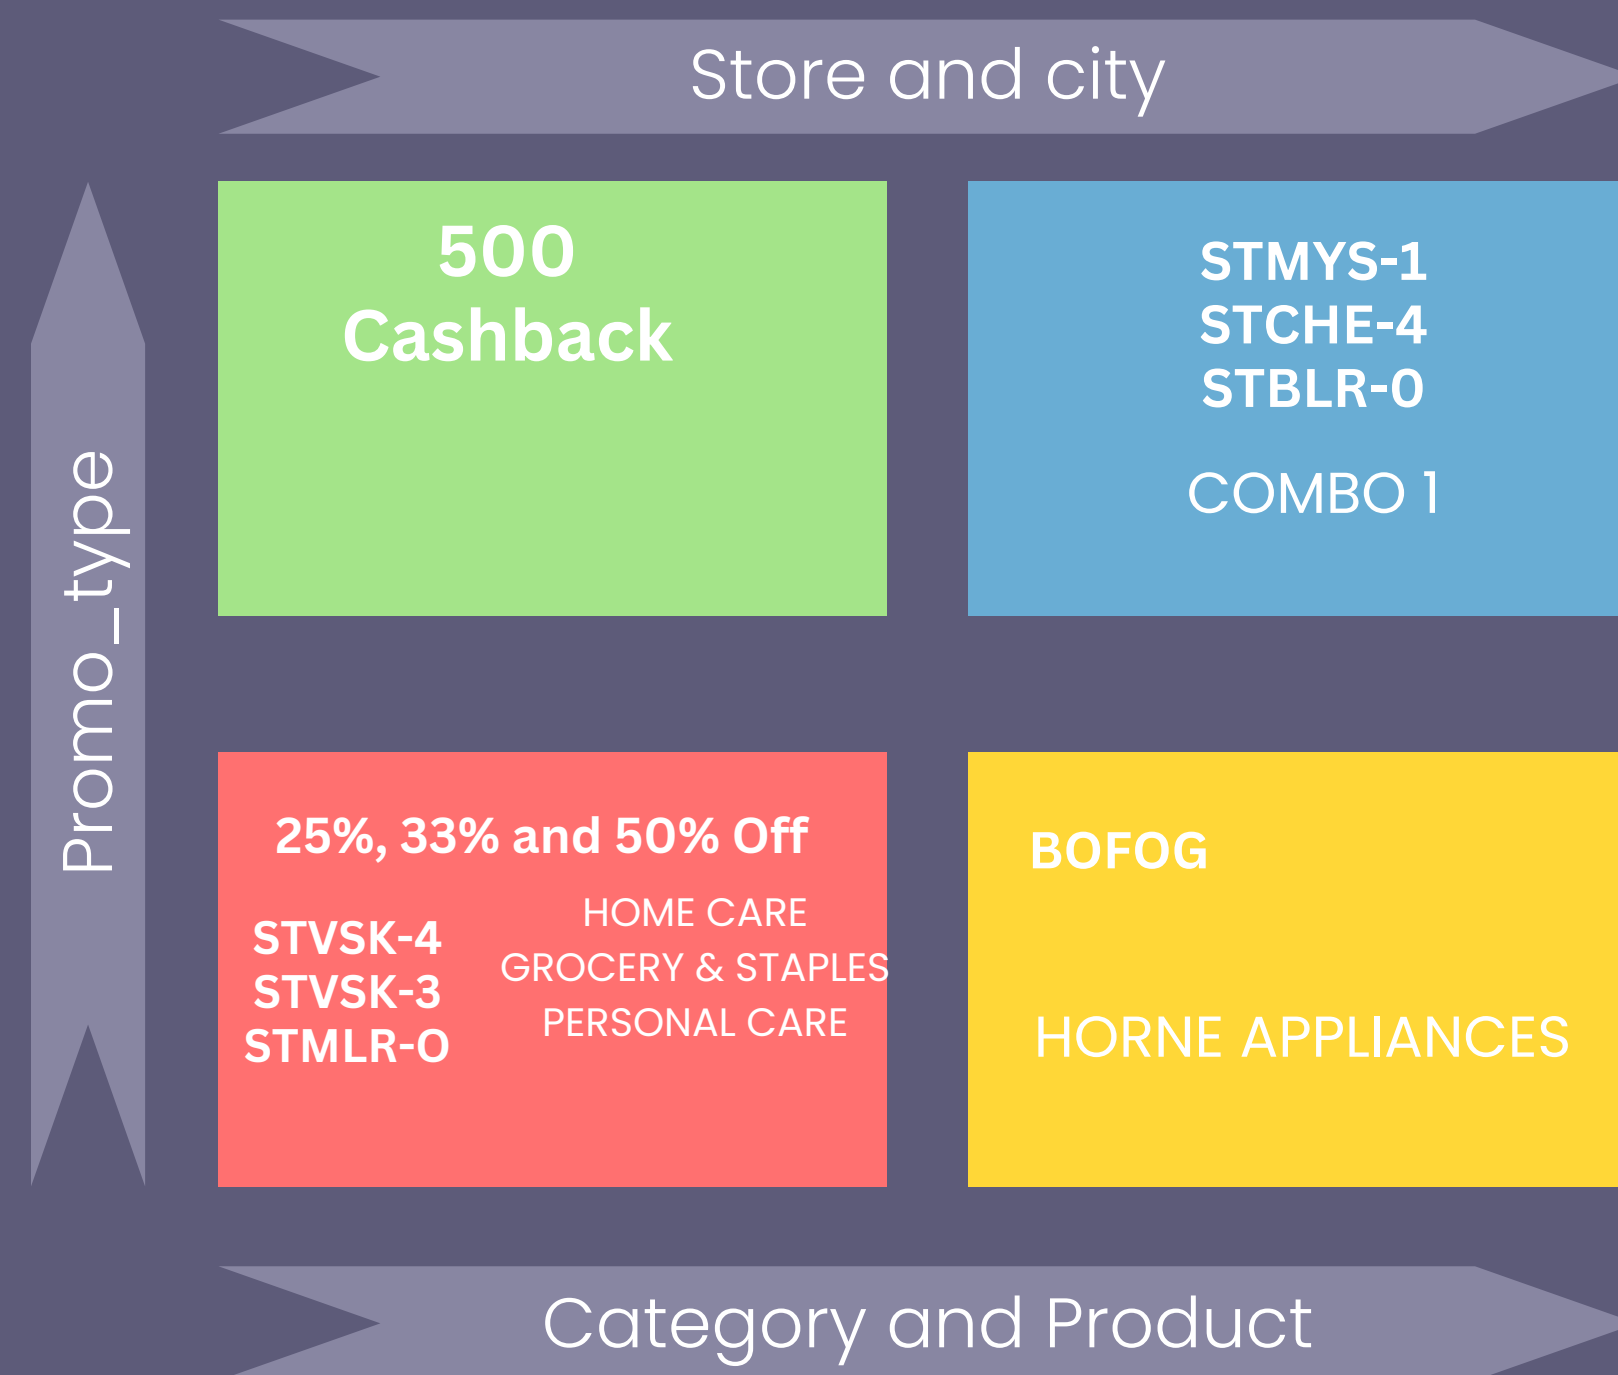 Store and city
Promo_type
500
Cashback
STMYS-1
STCHE-4
STBLR-0
COMBO 1
25%, 33% and 50% Off
STVSK-4
STVSK-3
STMLR-O
HOME CARE
GROCERY & STAPLES
PERSONAL CARE
BOFOG
HORNE APPLIANCES
Category and Product